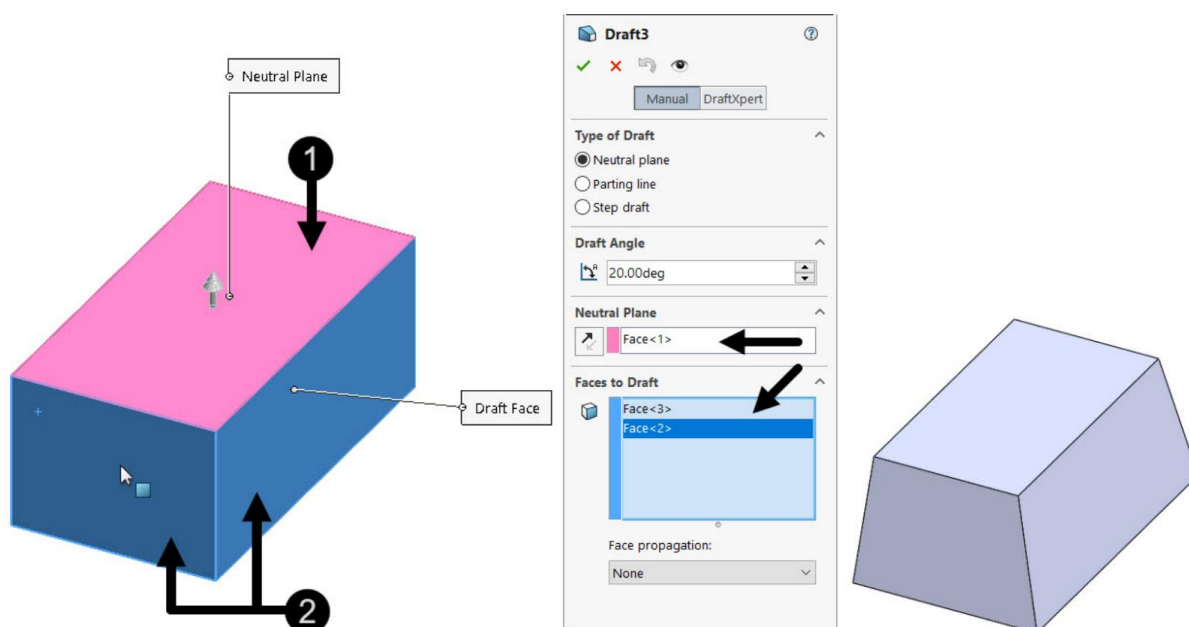 Neutral Plane
1
Draft Face
2
Draft3
Manual DraftXpert
Type of Draft
Neutral plane
Parting line
Step draft
Draft Angle
20.00deg
Neutral Plane
Face<1>
Faces to Draft
Face<3>
Face<2>
Face propagation:
None